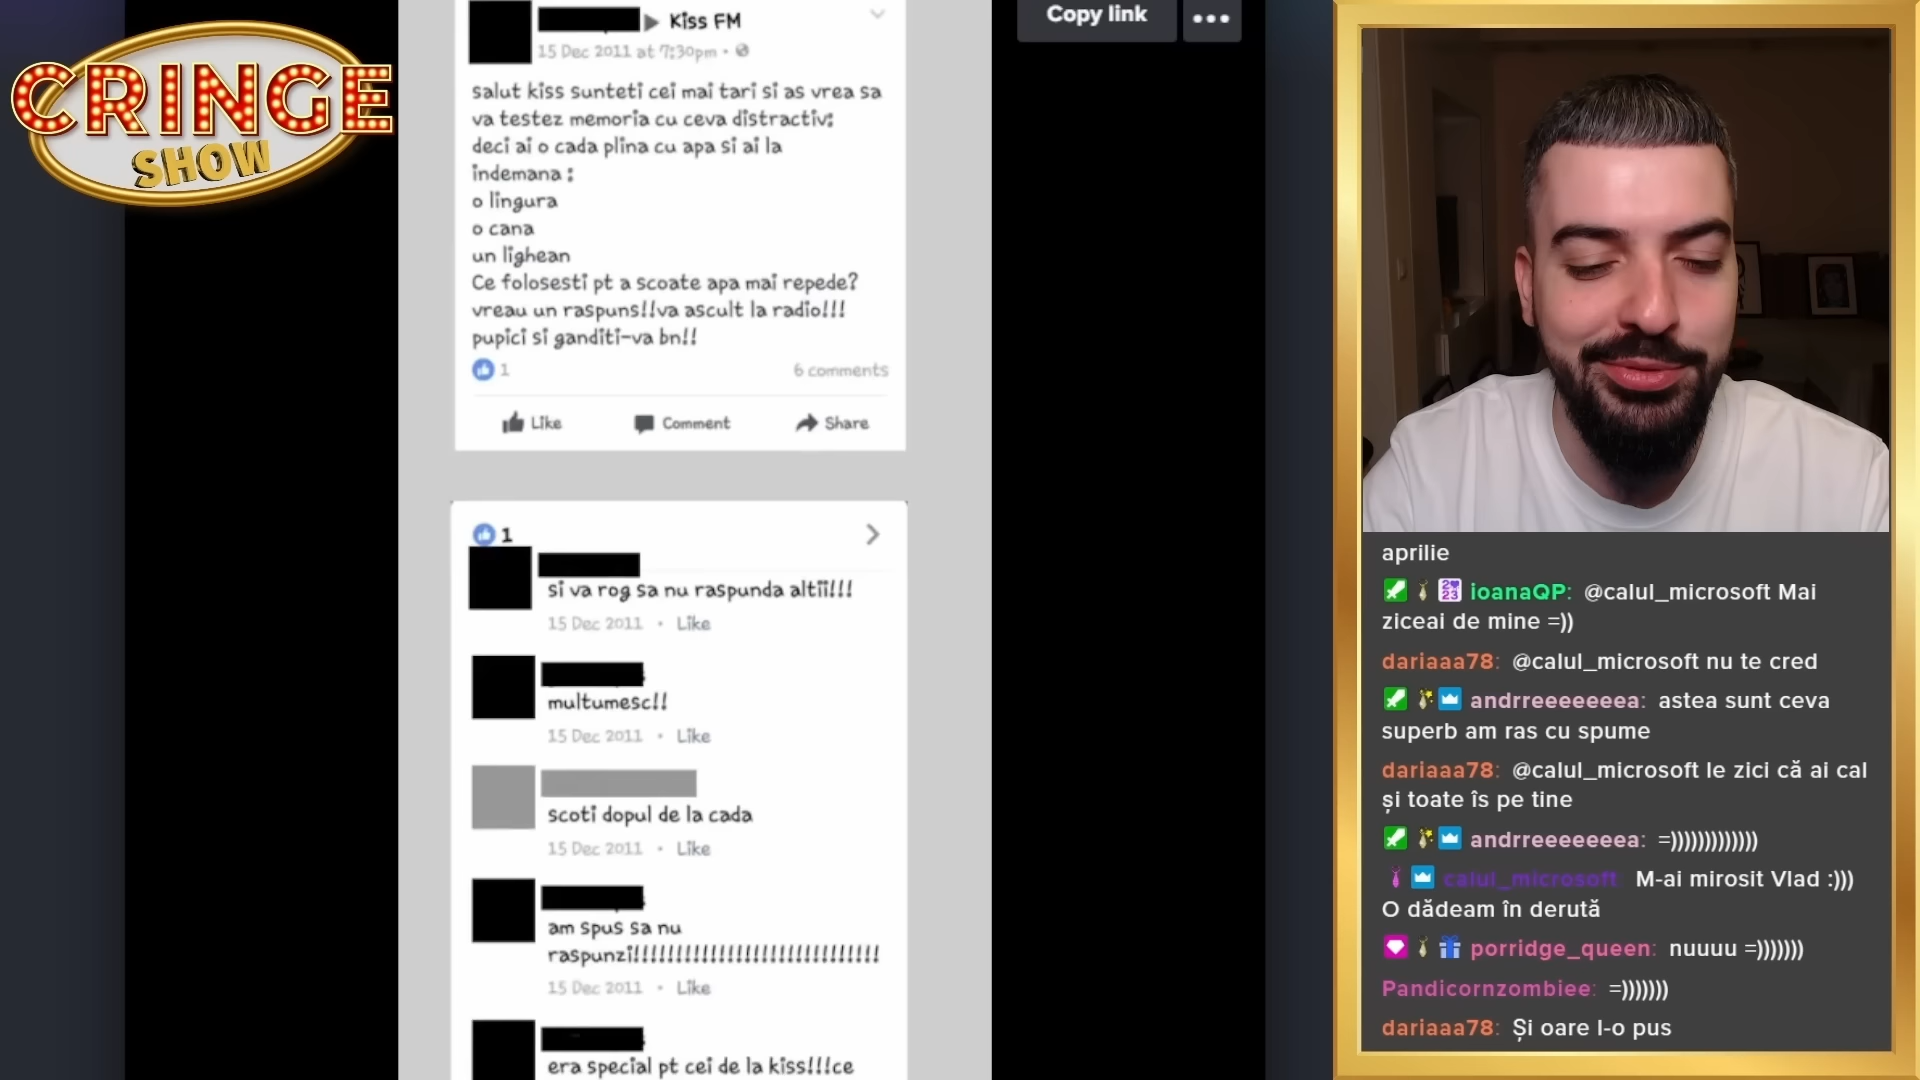 CRINGE
SHOW
Kiss FM
15 Dec 2011 at 7:30pm •
salut kiss sunteti cei mai tari si as vrea sa
va testez memoria cu ceva distractiv:
deci ai o cada plina cu apa si ai la
indemana :
o lingura
o cana
un lighean
Ce folosesti pt a scoate apa mai repede?
vreau un raspuns!!va ascult la radio!!!
pupici si ganditi-va bn!!
1
6 comments
Like
Comment
Share
1
si va rog sa nu raspunda altii!!!
15 Dec 2011 • Like
multumesc!!
15 Dec 2011 • Like
scoti dopul de la cada
15 Dec 2011 • Like
am spus sa nu
raspunzi!!!!!!!!!!!!!!!!!!!!!!!!!!!!!
15 Dec 2011 • Like
era special pt cei de la kiss!!!ce
Copy link
...
aprilie
2023 ioanaQP: @calul_microsoft Mai
ziceai de mine =))
dariaaa78: @calul_microsoft nu te cred
andrreeeeeeea: astea sunt ceva
superb am ras cu spume
dariaaa78: @calul_microsoft le zici că ai cal
și toate îs pe tine
andrreeeeeeea: =)))))))))))))
calul_microsoft M-ai mirosit Vlad :)))
O dădeam în derută
porridge_queen: nuuuu =)))))))
Pandicornzombiee: =)))))))
dariaaa78: Și oare l-o pus